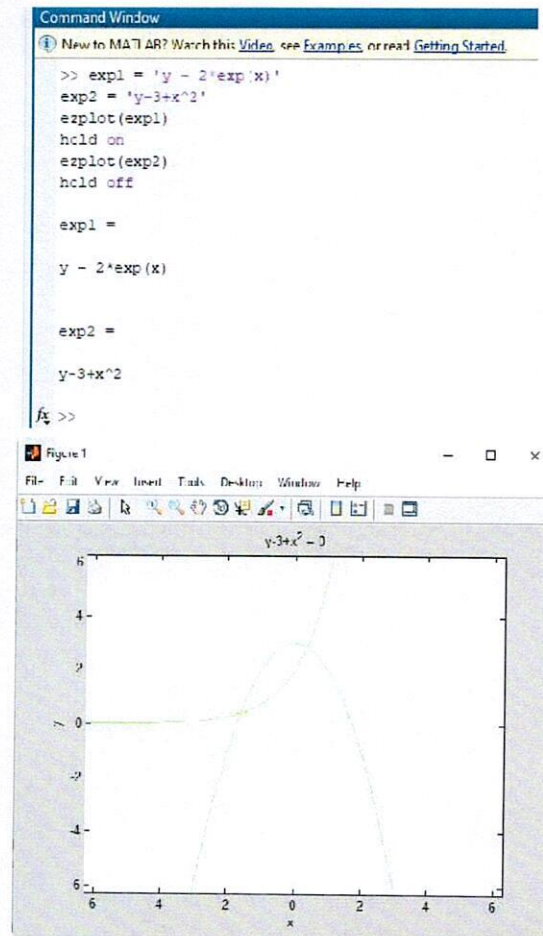 Command Window
New to MATLAB? Watch this Video, see Examples, or read Getting Started.
>> exp1 = 'y - 2*exp(x)'
exp2 = 'y-3+x^2'
ezplot(exp1)
hold on
ezplot(exp2)
hold off
exp1 =
y - 2*exp(x)
exp2 =
y-3+x^2
fx >>
Figure 1
File Edit View Insert Tools Desktop Window Help
y-3+x² = 0
6
4
2
0
-2
-4
6
y
6 4 2 0 2 4 6
x